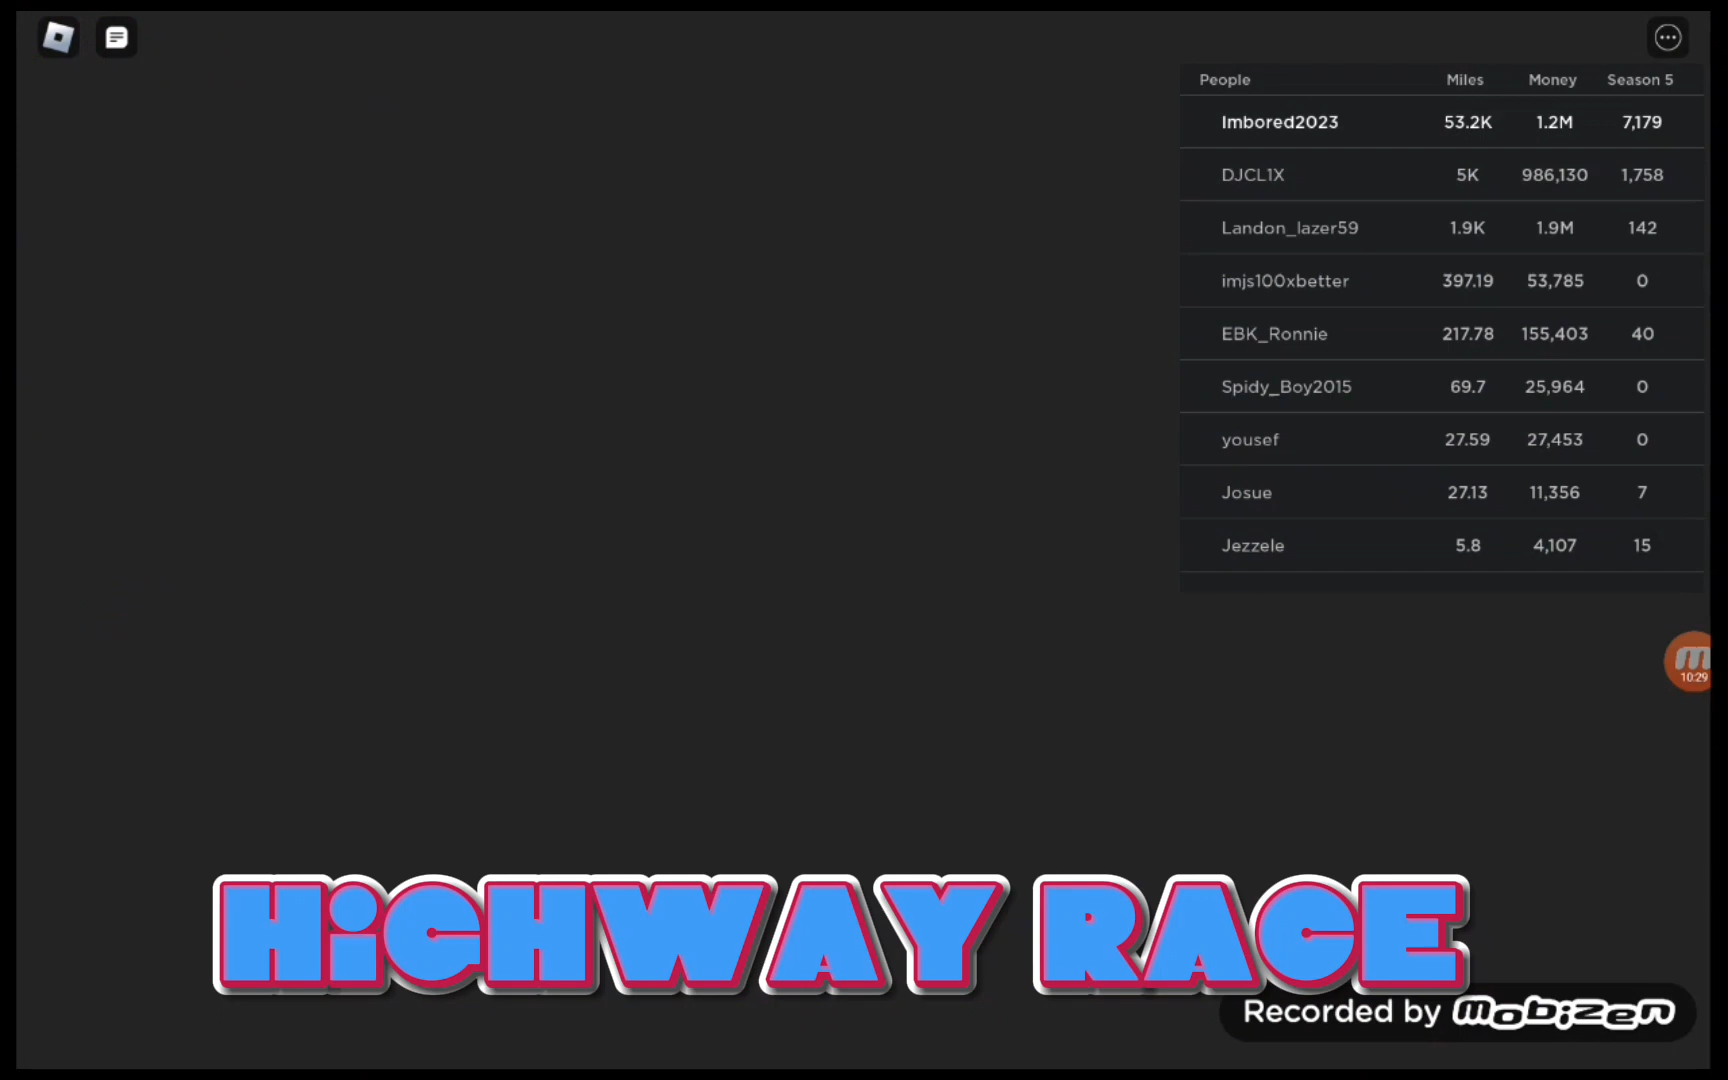 People Miles Money Season 5
Imbored2023 53.2K 1.2M 7,179
DJCL1X 5K 986,130 1,758
Landon_lazer59 1.9K 1.9M 142
imjs100xbetter 397.19 53,785 0
EBK_Ronnie 217.78 155,403 40
Spidy_Boy2015 69.7 25,964 0
yousef 27.59 27,453 0
Josue 27.13 11,356 7
Jezzele 5.8 4,107 15
m
10:29
HiGHWAY RACE
Recorded by mobizen